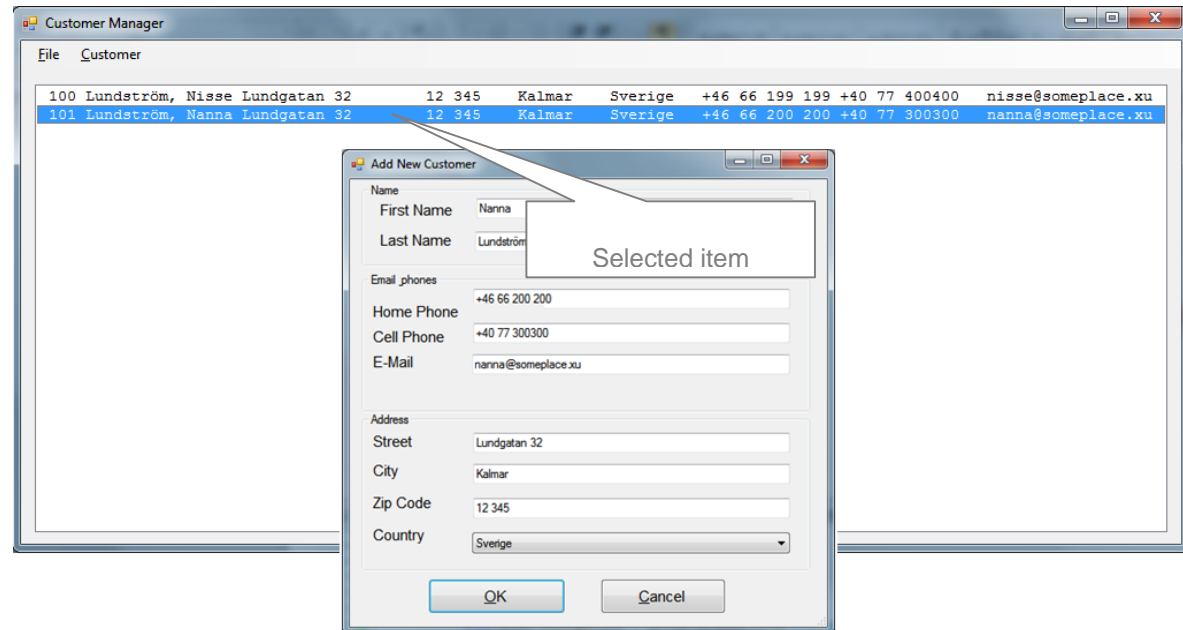 Customer Manager
File Customer
100 Lundström, Nisse Lundgatan 32 12 345 Kalmar Sverige +46 66 199 199 +40 77 400400 nisse@someplace.xu
101 Lundström, Nanna Lundgatan 32 12 345 Kalmar Sverige +46 66 200 200 +40 77 300300 nanna@someplace.xu
Add New Customer
Name
First Name Nanna
Last Name Lundström
Selected item
Email ,phones
Home Phone +46 66 200 200
Cell Phone +40 77 300300
E-Mail nanna@someplace.xu
Address
Street Lundgatan 32
City Kalmar
Zip Code 12 345
Country Sverige
OK Cancel